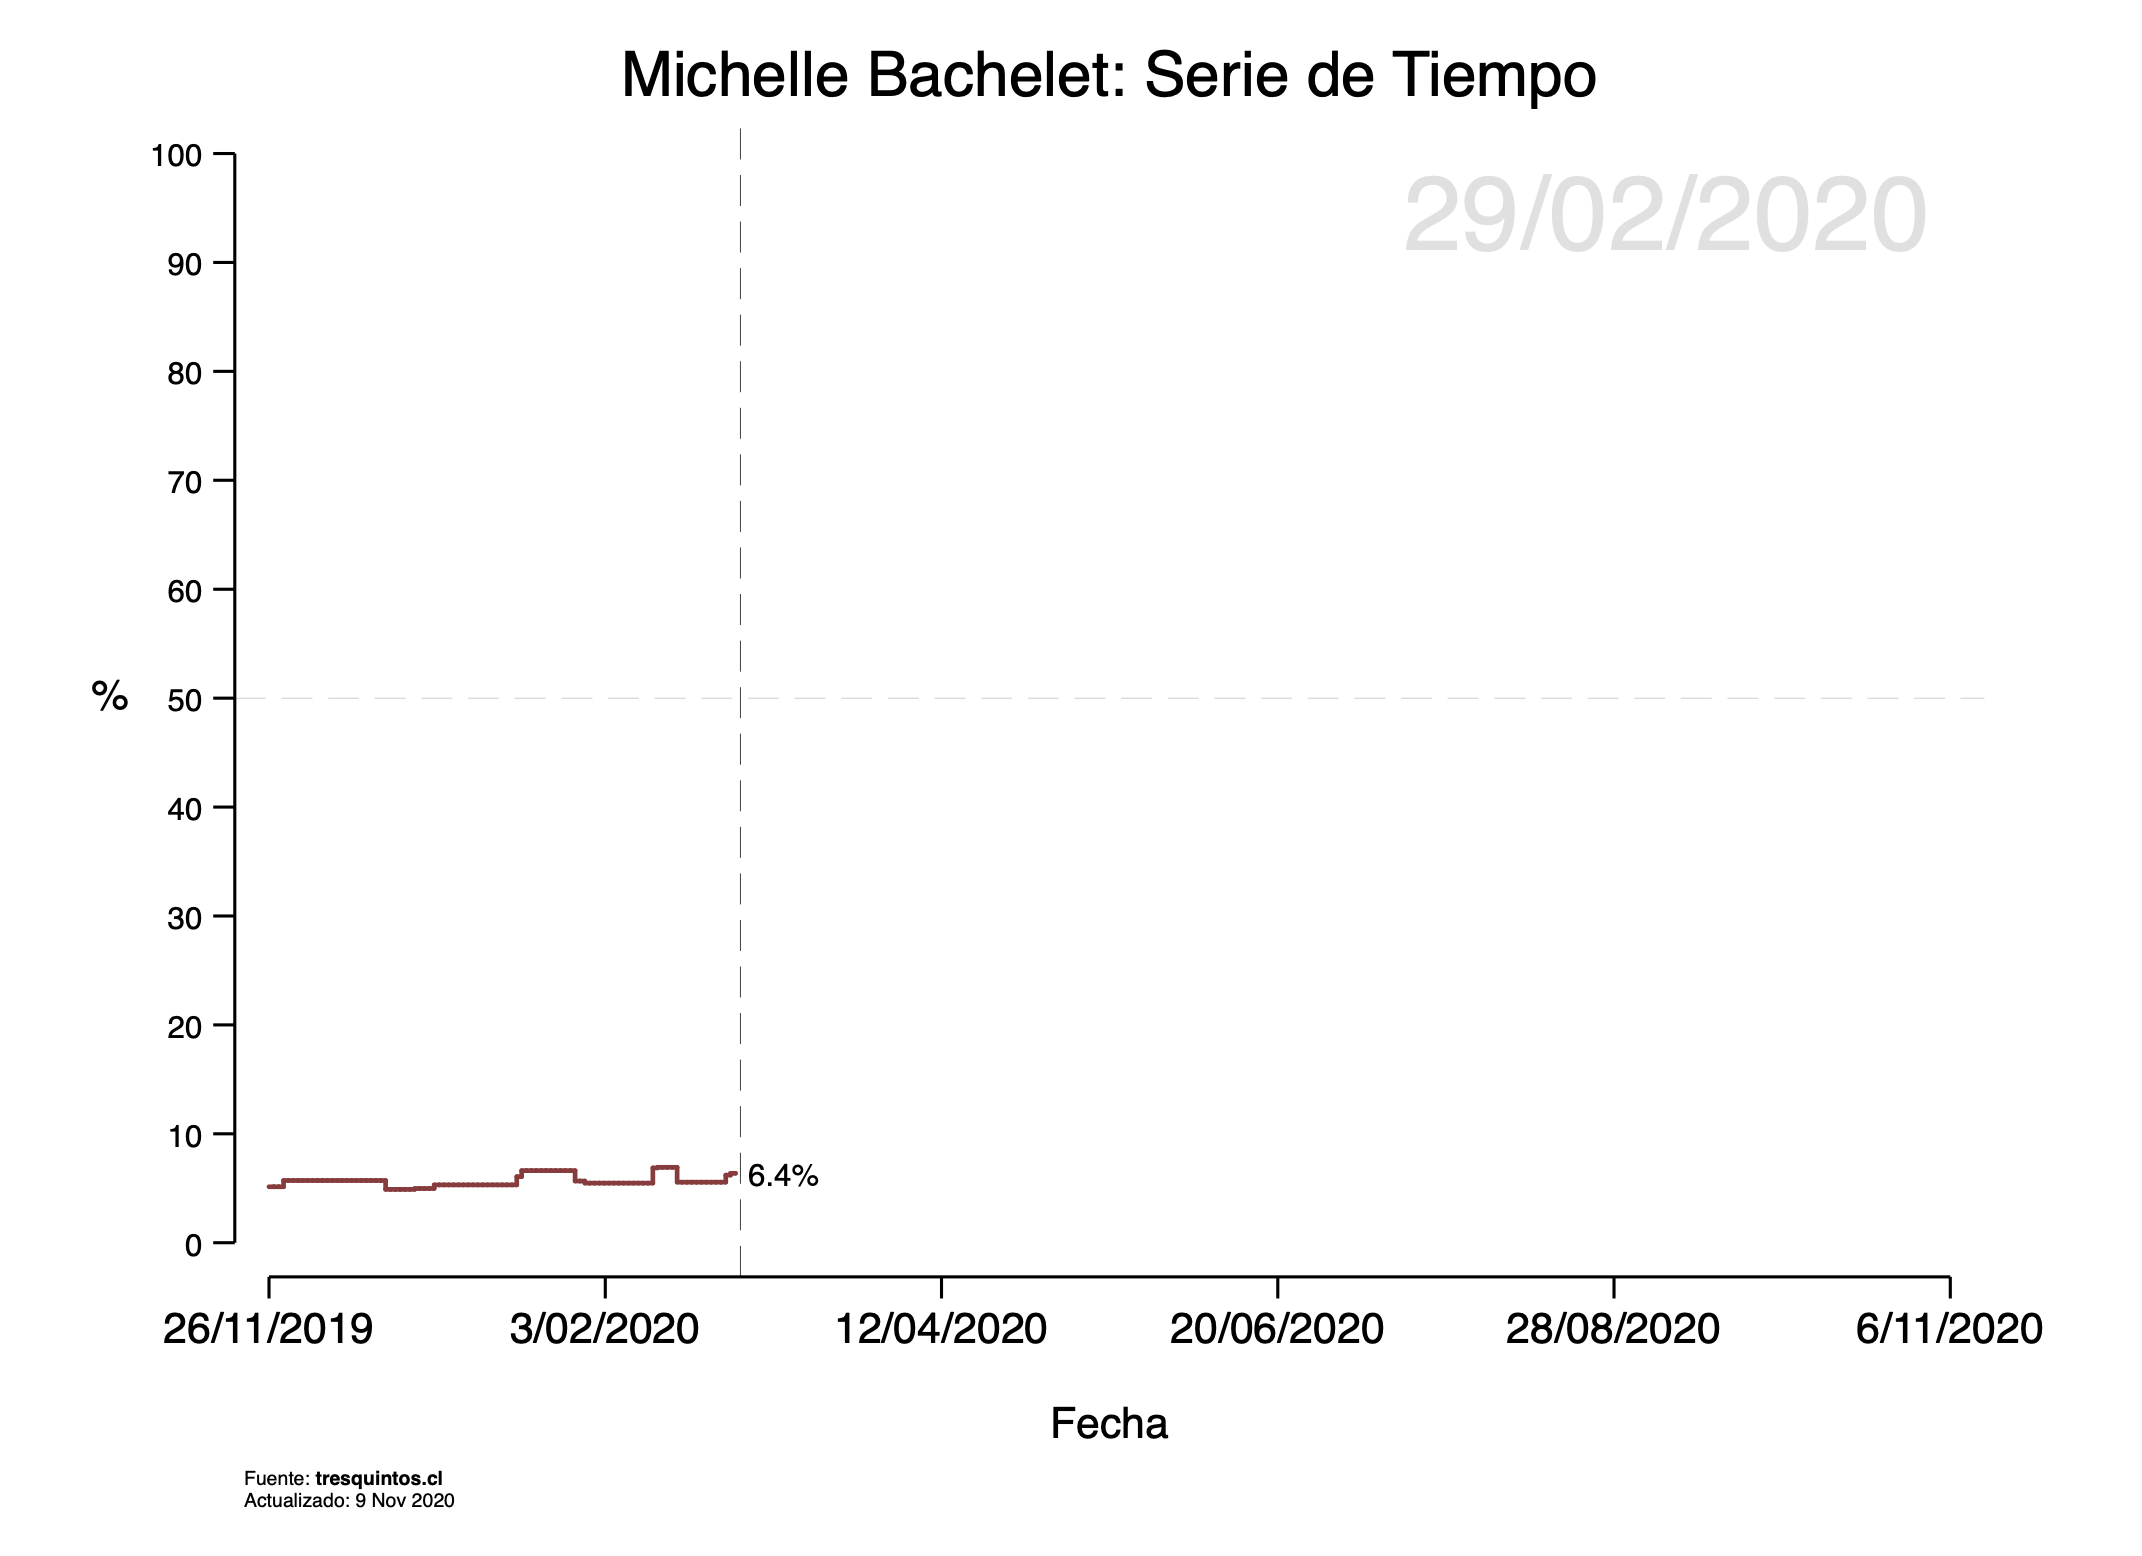 Michelle Bachelet: Serie de Tiempo
29/02/2020
100
90
80
70
60
50
40
30
20
10
0
%
6.4%
26/11/2019 3/02/2020 12/04/2020 20/06/2020 28/08/2020 6/11/2020
Fecha
Fuente: tresquintos.cl
Actualizado: 9 Nov 2020